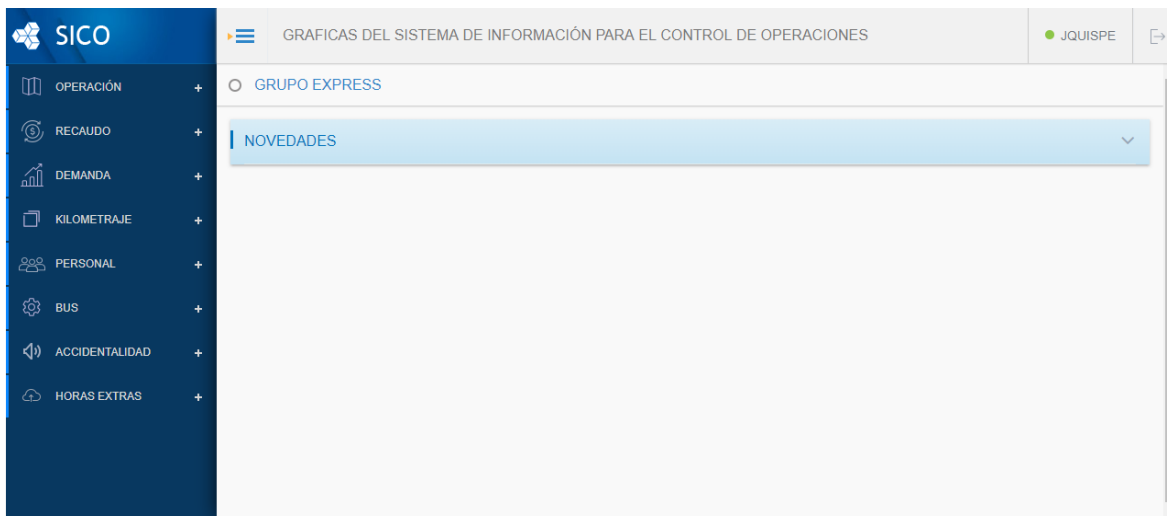 SICO
GRAFICAS DEL SISTEMA DE INFORMACIÓN PARA EL CONTROL DE OPERACIONES
JQUISPE
OPERACIÓN +
RECAUDO +
DEMANDA +
KILOMETRAJE +
PERSONAL +
BUS +
ACCIDENTALIDAD +
HORAS EXTRAS +
GRUPO EXPRESS
NOVEDADES